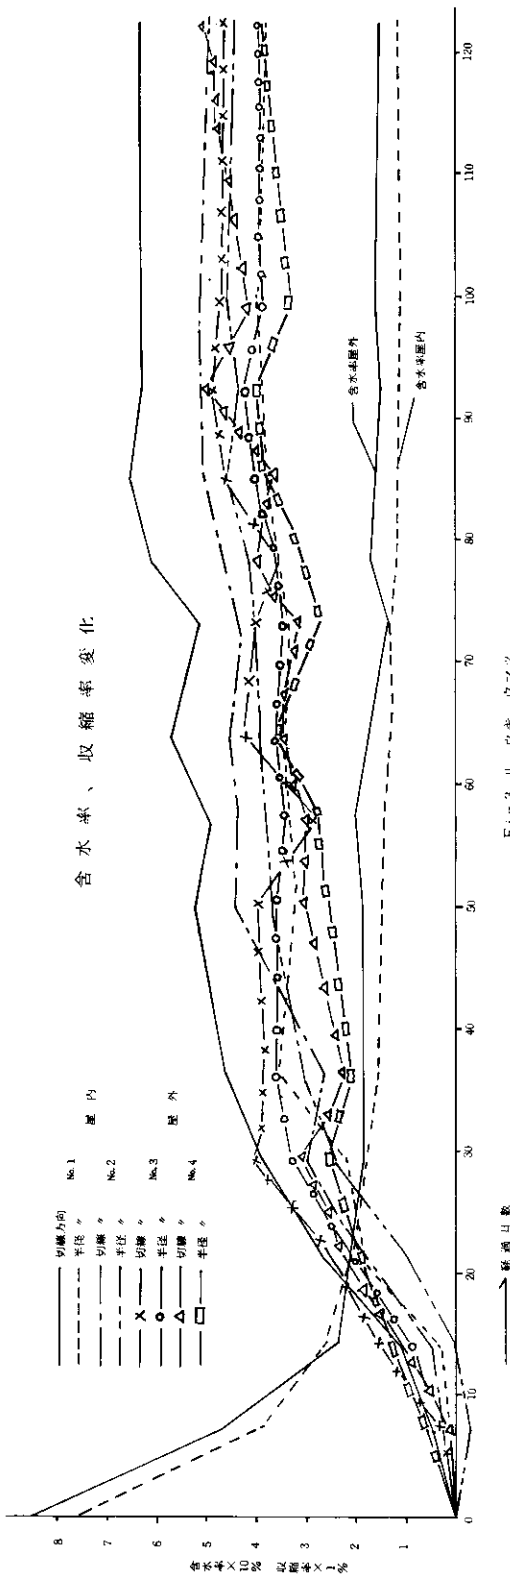 含水率、収縮率変化
切線方向 No.1 屋内
半径 〃
切線 〃 No.2
半径 〃
切線 〃 No.3 屋外
半径 〃
切線 〃 No.4
半径 〃
含水率屋外
含水率屋内
8
7
6
5
4
3
2
1
含水率×10%
収縮率×1%
0
10
20
30
40
50
60
70
80
90
100
110
120
経過日数